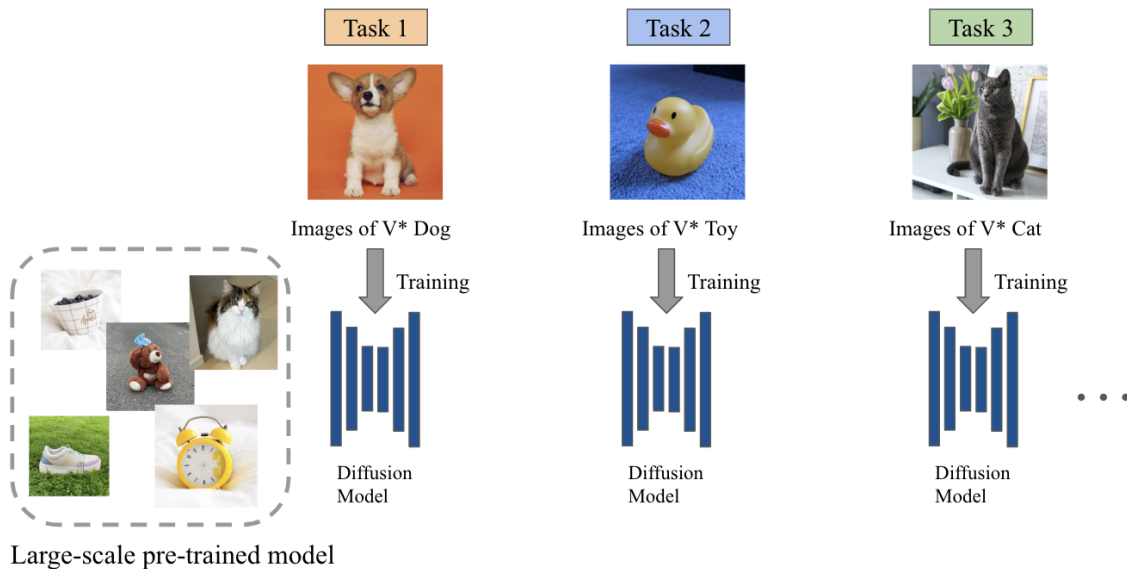 Task 1
Task 2
Task 3
Images of V* Dog
Images of V* Toy
Images of V* Cat
Training
Training
Training
Diffusion
Model
Diffusion
Model
Diffusion
Model
. . .
Large-scale pre-trained model